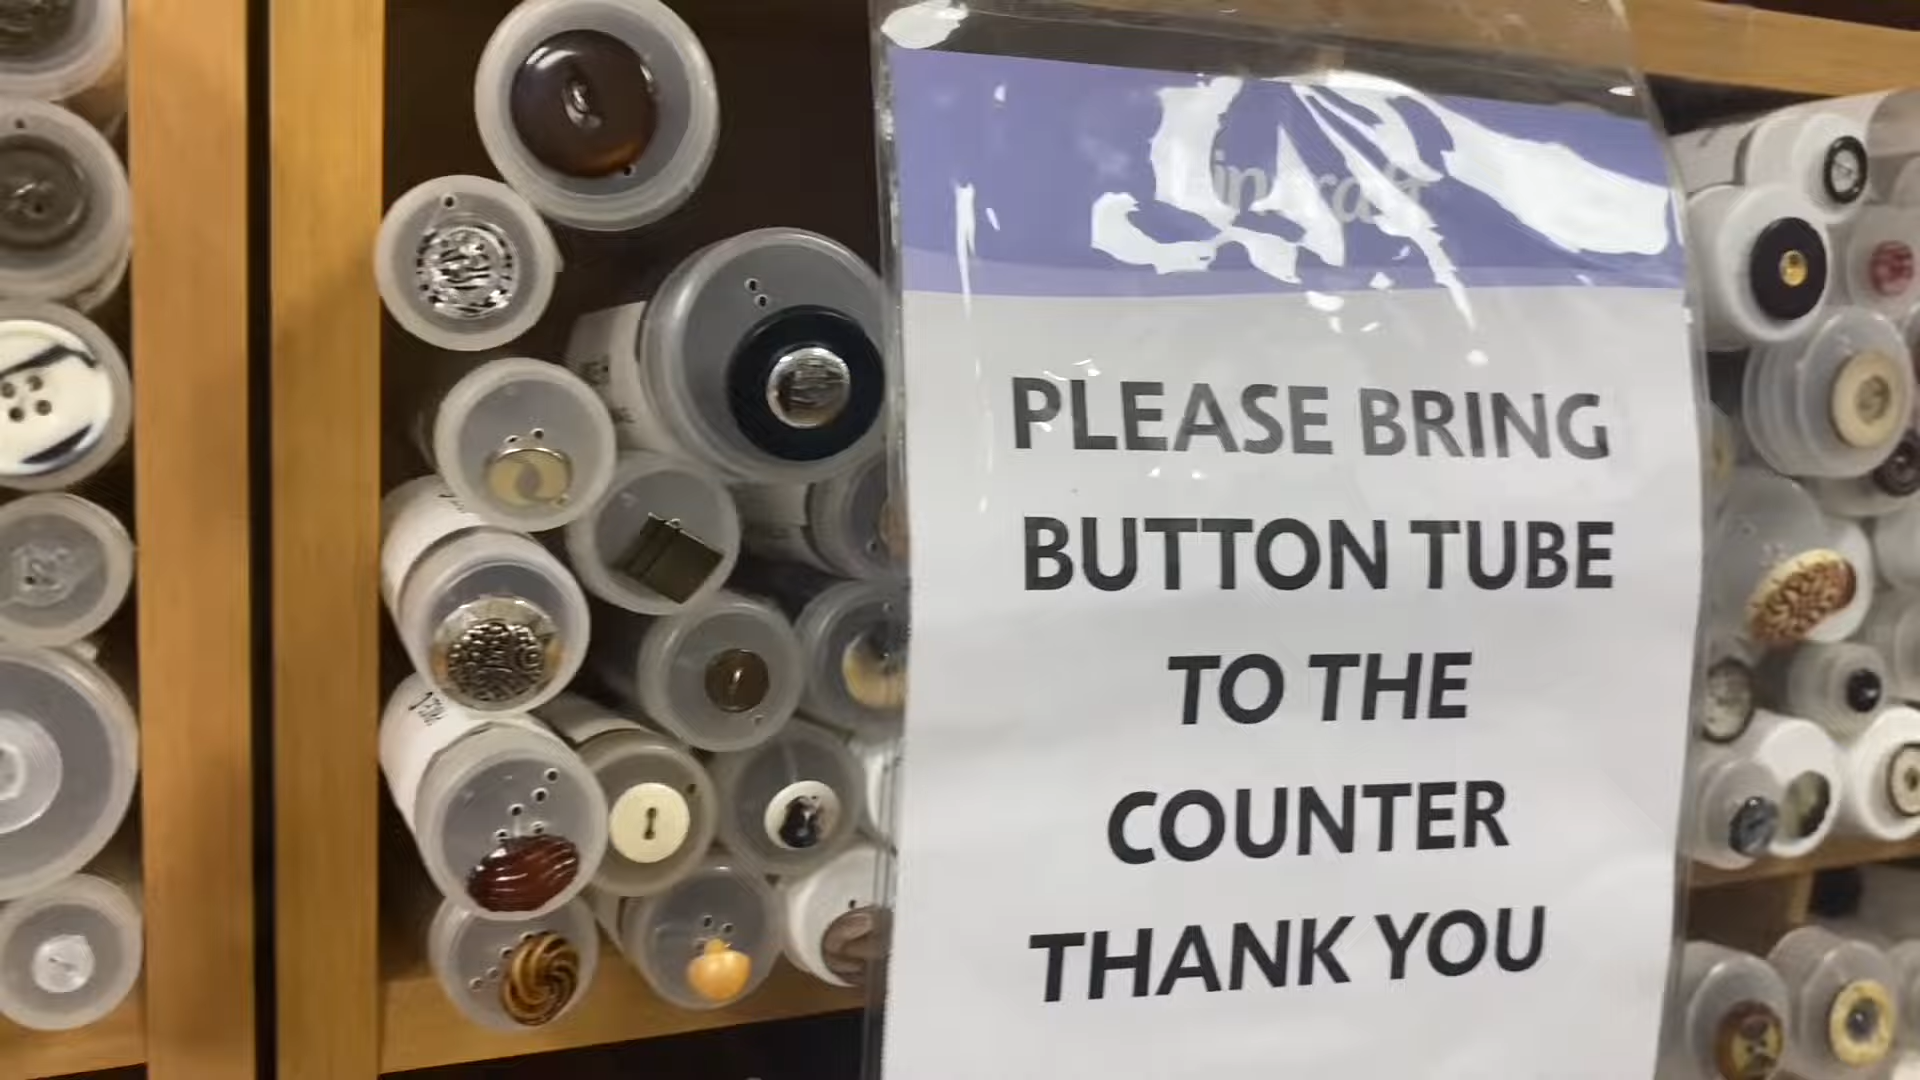 PLEASE BRING
BUTTON TUBE
TO THE
COUNTER
THANK YOU